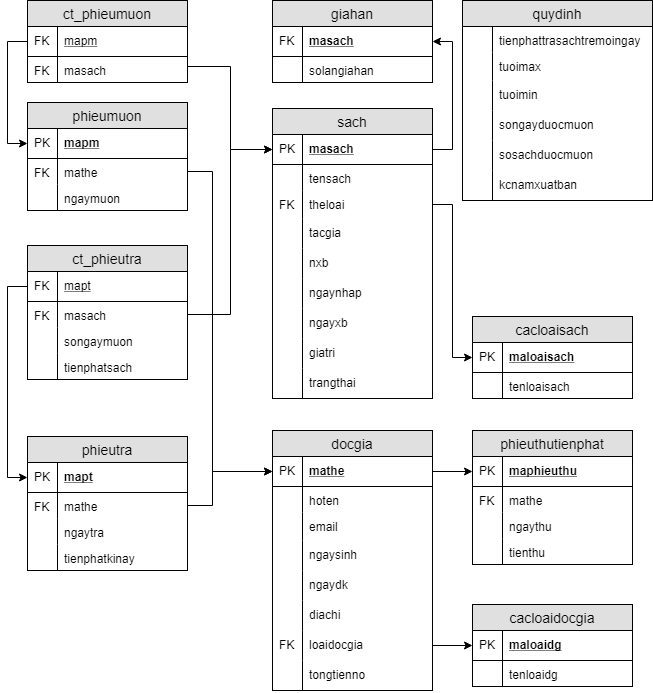 ct_phieumuon
FK mapm
FK masach
phieumuon
PK mapm
FK mathe
ngaymuon
ct_phieutra
FK mapt
FK masach
songaymuon
tienphatsach
phieutra
PK mapt
FK mathe
ngaytra
tienphatkinay
giahan
FK masach
solangiahan
sach
PK masach
tensach
FK theloai
tacgia
nxb
ngaynhap
ngayxb
giatri
trangthai
docgia
PK mathe
hoten
email
ngaysinh
ngaydk
diachi
FK loaidocgia
tongtienno
quydinh
tienphattrasachtremoingay
tuoimax
tuoimin
songayduocmuon
sosachduocmuon
kcnamxuatban
cacloaisach
PK maloaisach
tenloaisach
phieuthutienphat
PK maphieuthu
FK mathe
ngaythu
tienthu
cacloaidocgia
PK maloaidg
tenloaidg